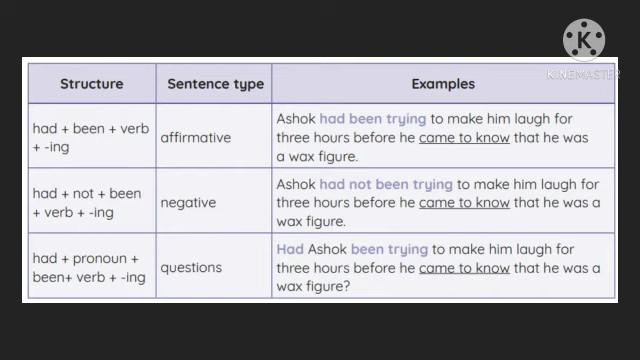 K
KINEMASTER
Structure
Sentence type
Examples
had + been + verb
+ -ing
affirmative
Ashok had been trying to make him laugh for
three hours before he came to know that he was
a wax figure.
had + not + been
+ verb + -ing
negative
Ashok had not been trying to make him laugh for
three hours before he came to know that he was a
wax figure.
had + pronoun +
been+ verb + -ing
questions
Had Ashok been trying to make him laugh for
three hours before he came to know that he was a
wax figure?